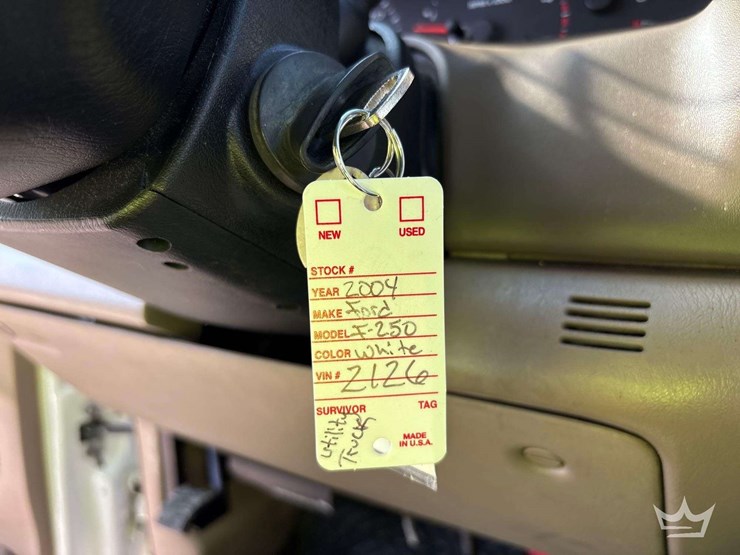 NEW USED
STOCK #
YEAR 2004
MAKE Ford
MODEL F-250
COLOR White
VIN # 2126
SURVIVOR TAG
utility
Truck
MADE
IN U.S.A.